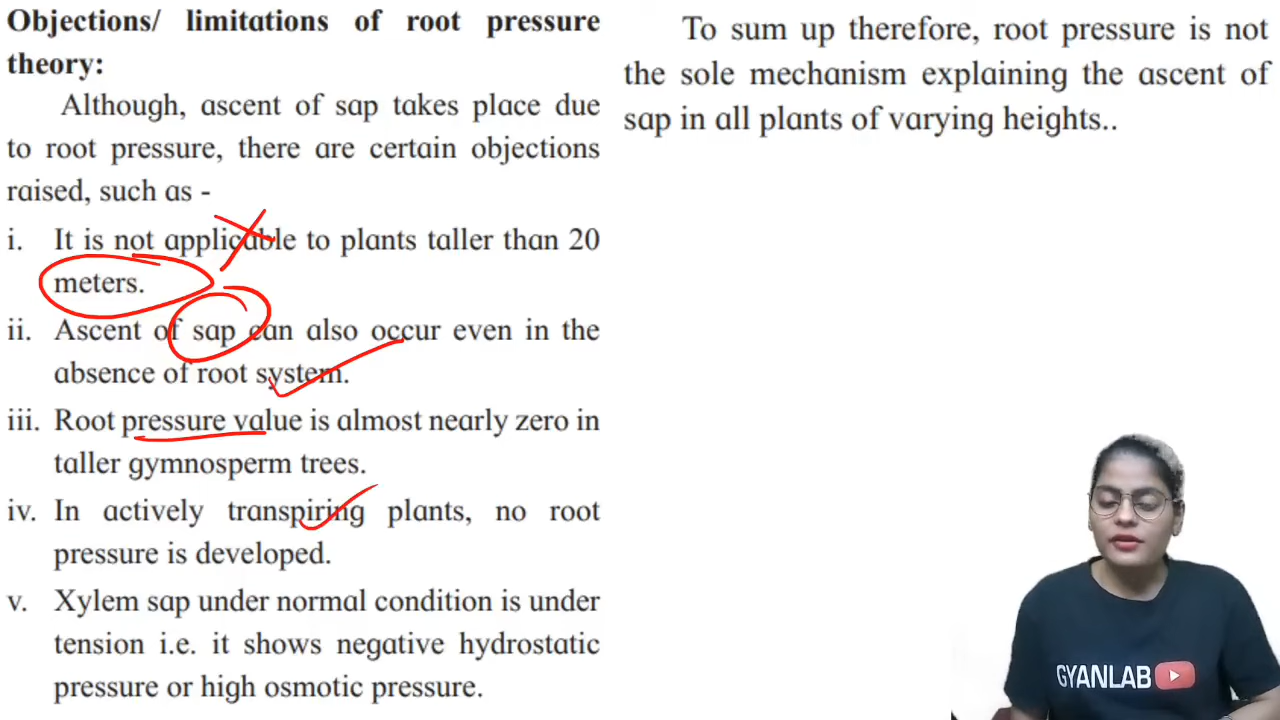 Objections/ limitations of root pressure
theory:
Although, ascent of sap takes place due
to root pressure, there are certain objections
raised, such as -
i. It is not applicable to plants taller than 20
meters.
ii. Ascent of sap can also occur even in the
absence of root system.
iii. Root pressure value is almost nearly zero in
taller gymnosperm trees.
iv. In actively transpiring plants, no root
pressure is developed.
v. Xylem sap under normal condition is under
tension i.e. it shows negative hydrostatic
pressure or high osmotic pressure.
To sum up therefore, root pressure is not
the sole mechanism explaining the ascent of
sap in all plants of varying heights..
GYANLAB